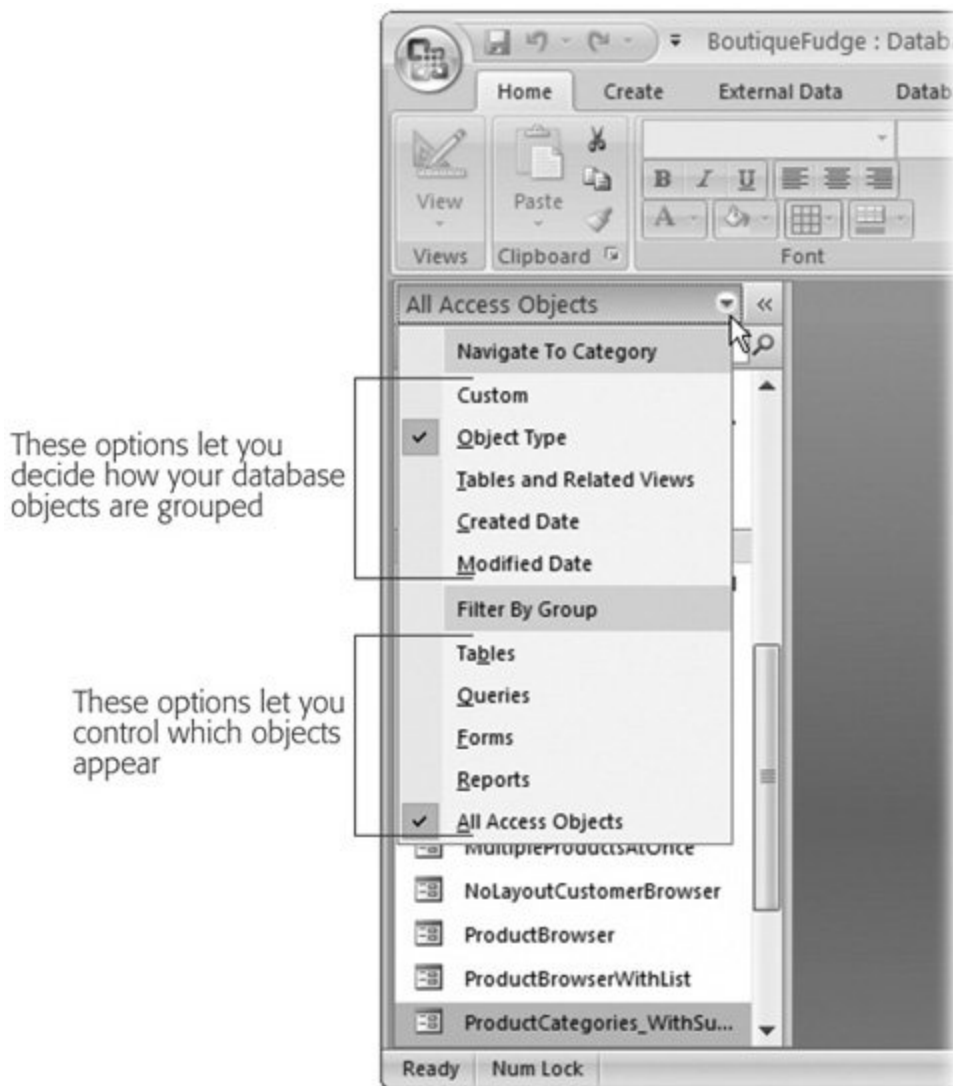 BoutiqueFudge : Datab
Home Create External Data Datab
View
Paste
B I U
A
Views Clipboard Font
All Access Objects «
Navigate To Category
Custom
Object Type
Tables and Related Views
Created Date
Modified Date
Filter By Group
Tables
Queries
Forms
Reports
All Access Objects
These options let you
decide how your database
objects are grouped
These options let you
control which objects
appear
MultipleProductsAtOnce
NoLayoutCustomerBrowser
ProductBrowser
ProductBrowserWithList
ProductCategories_WithSu...
Ready Num Lock